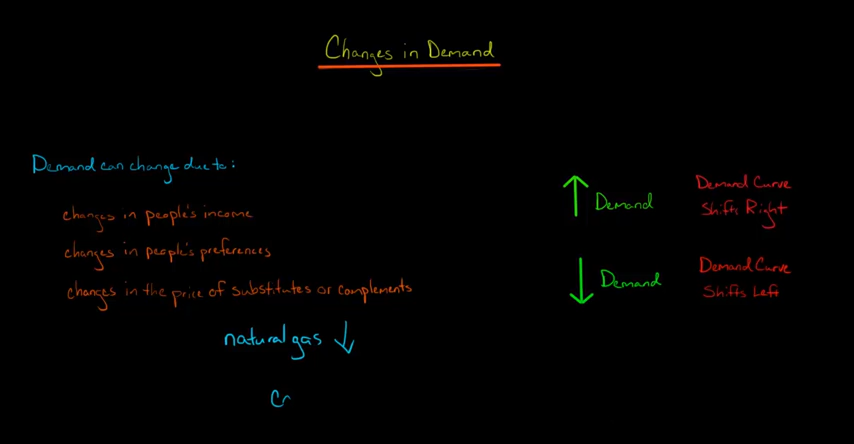 Changes in Demand
Demand can change due to:
changes in people's income
changes in people's preferences
changes in the price of substitutes or complements
natural gas ↓
↑ Demand
Demand Curve
Shifts Right
↓ Demand
Demand Curve
Shifts Left